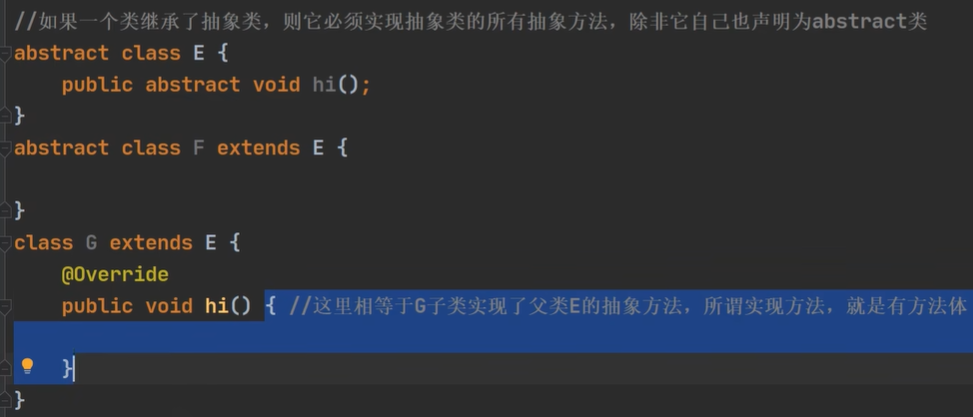 //如果一个类继承了抽象类，则它必须实现抽象类的所有抽象方法，除非它自己也声明为abstract类
abstract class E {
    public abstract void hi();
}
abstract class F extends E {
}
class G extends E {
    @Override
    public void hi() { //这里相等于G子类实现了父类E的抽象方法，所谓实现方法，就是有方法体
    }
}